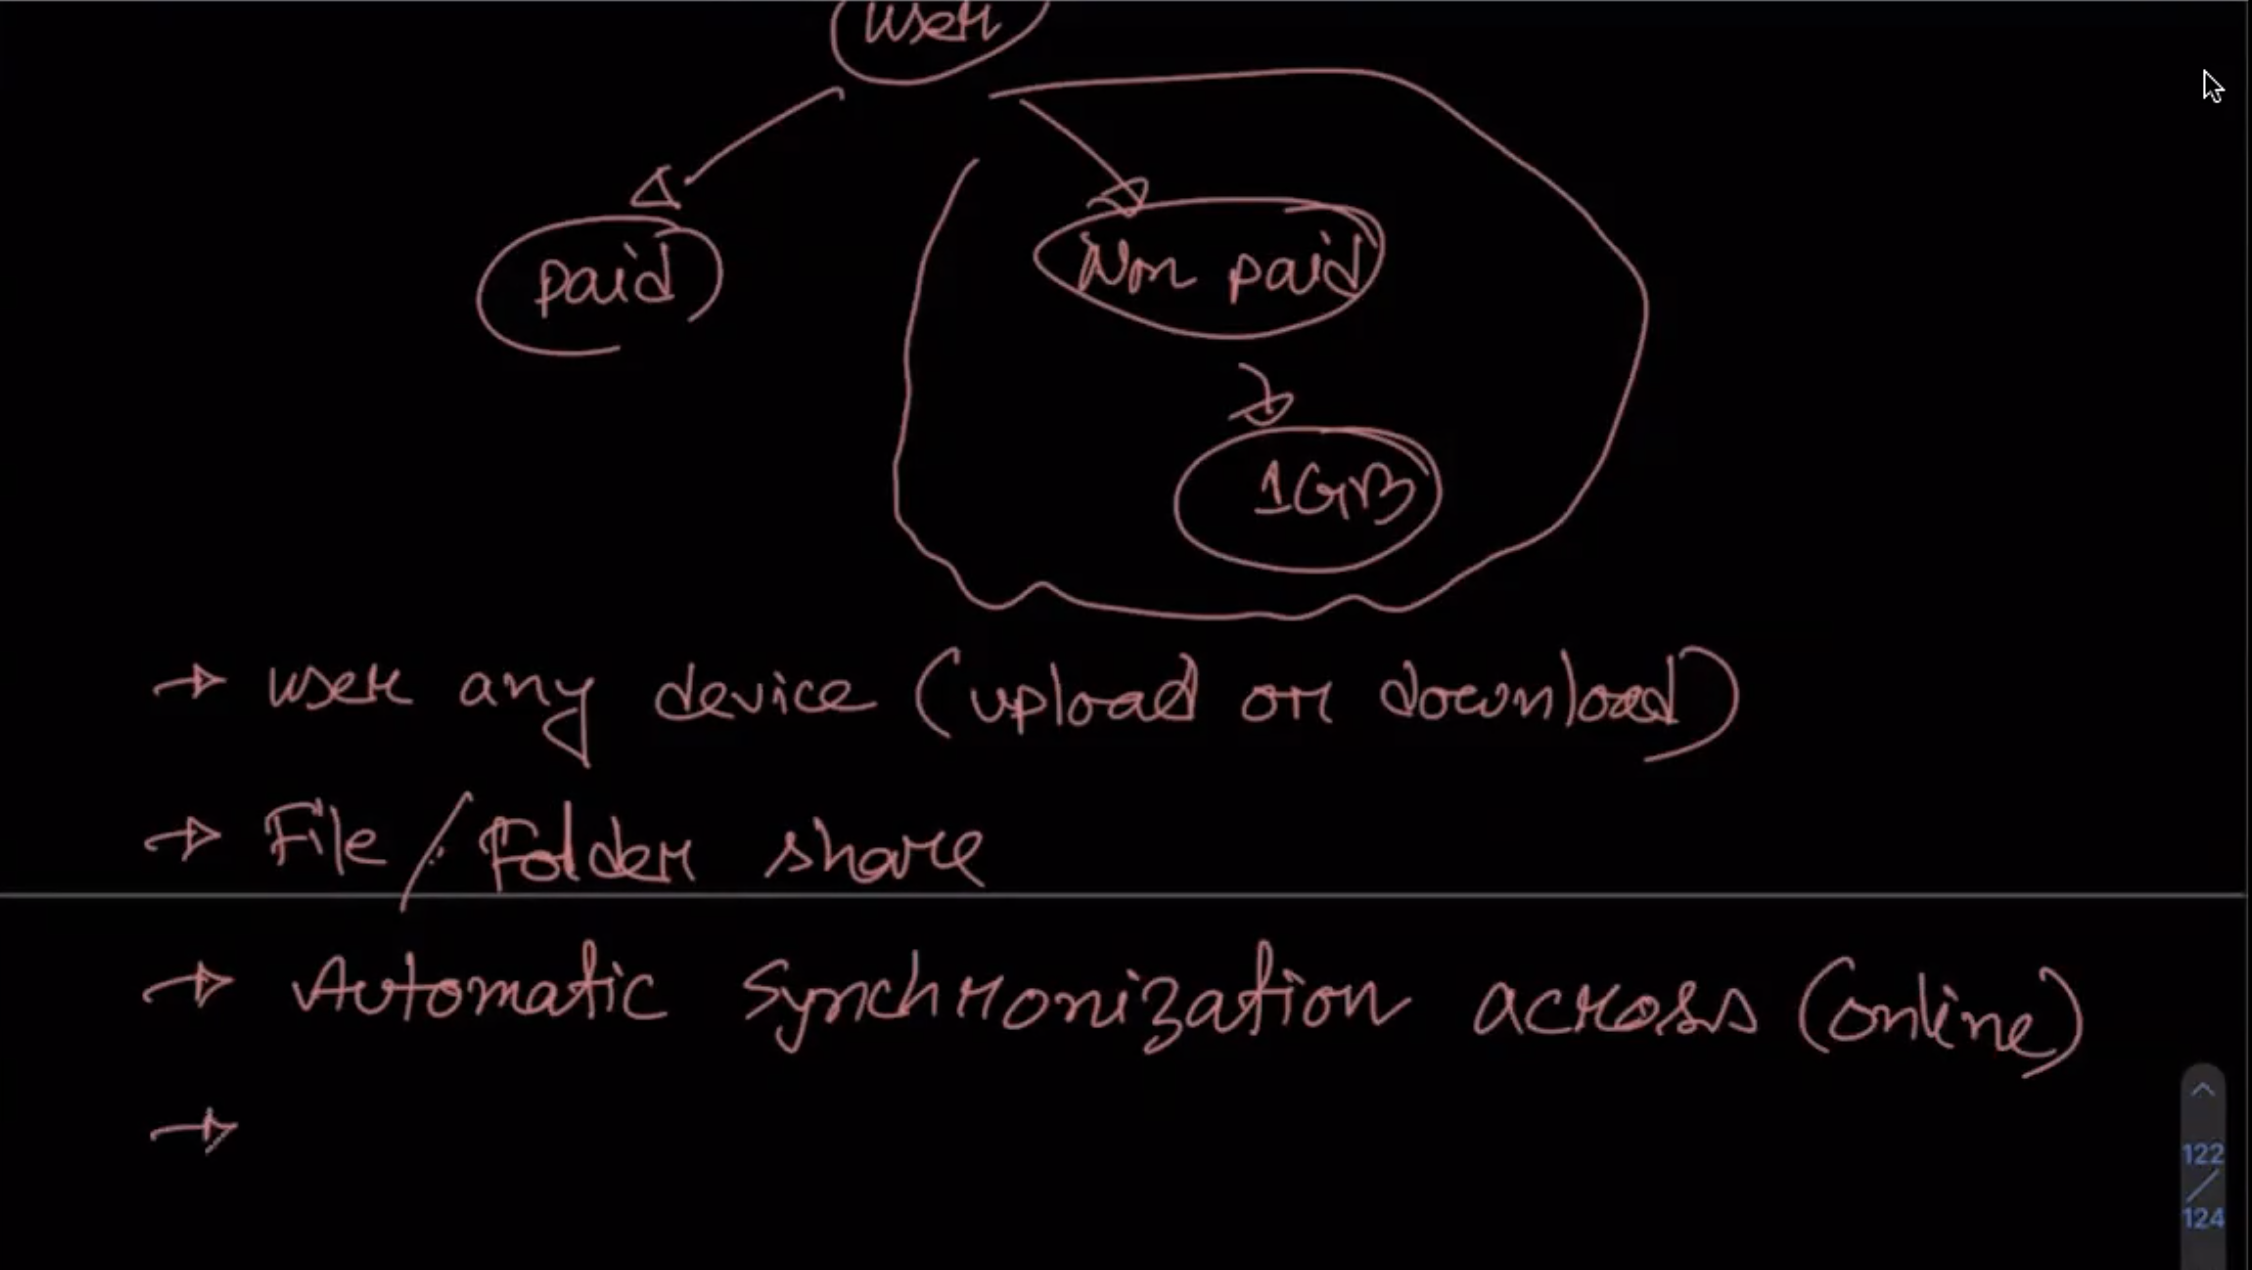 user
paid
Non paid
1GB
→ user any device (upload or download)
→ File/Folder share
→ Automatic synchronization across (online)
→
122
/
124